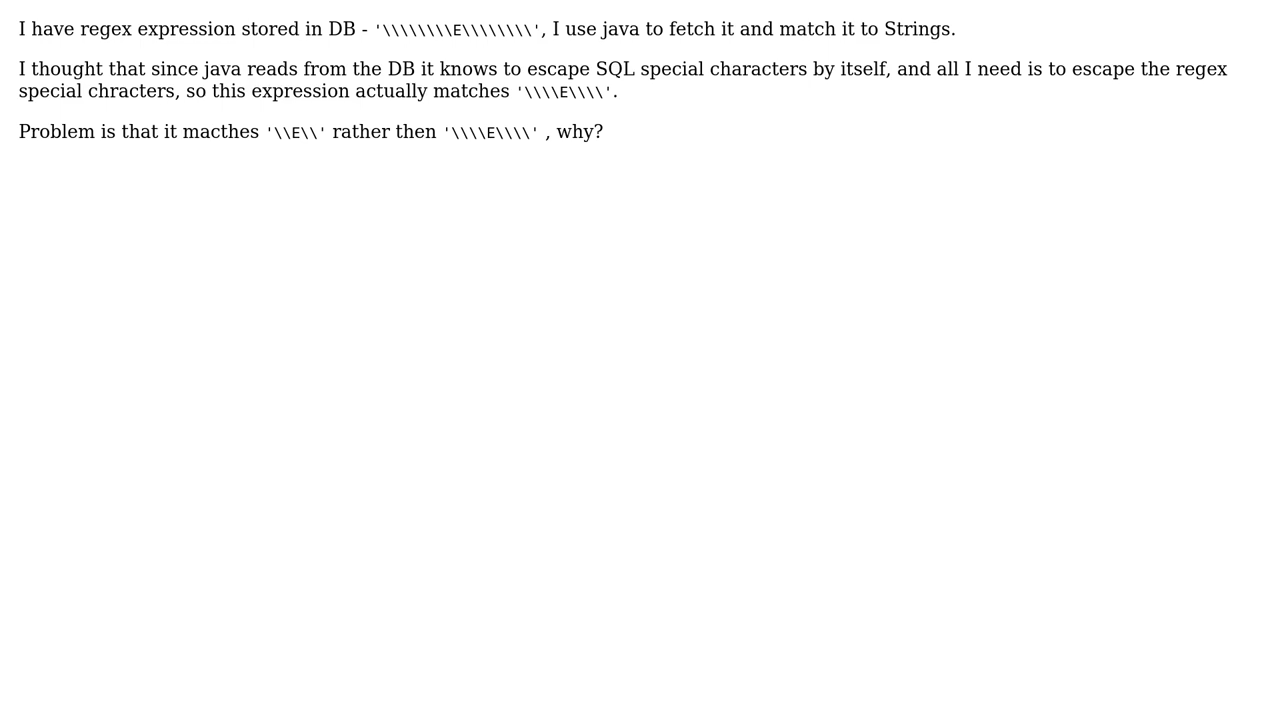 I have regex expression stored in DB - '\\\\\\\\E\\\\\\\\', I use java to fetch it and match it to Strings.
I thought that since java reads from the DB it knows to escape SQL special characters by itself, and all I need is to escape the regex
special chracters, so this expression actually matches '\\\\E\\\\'.
Problem is that it macthes '\\E\\' rather then '\\\\E\\\\' , why?